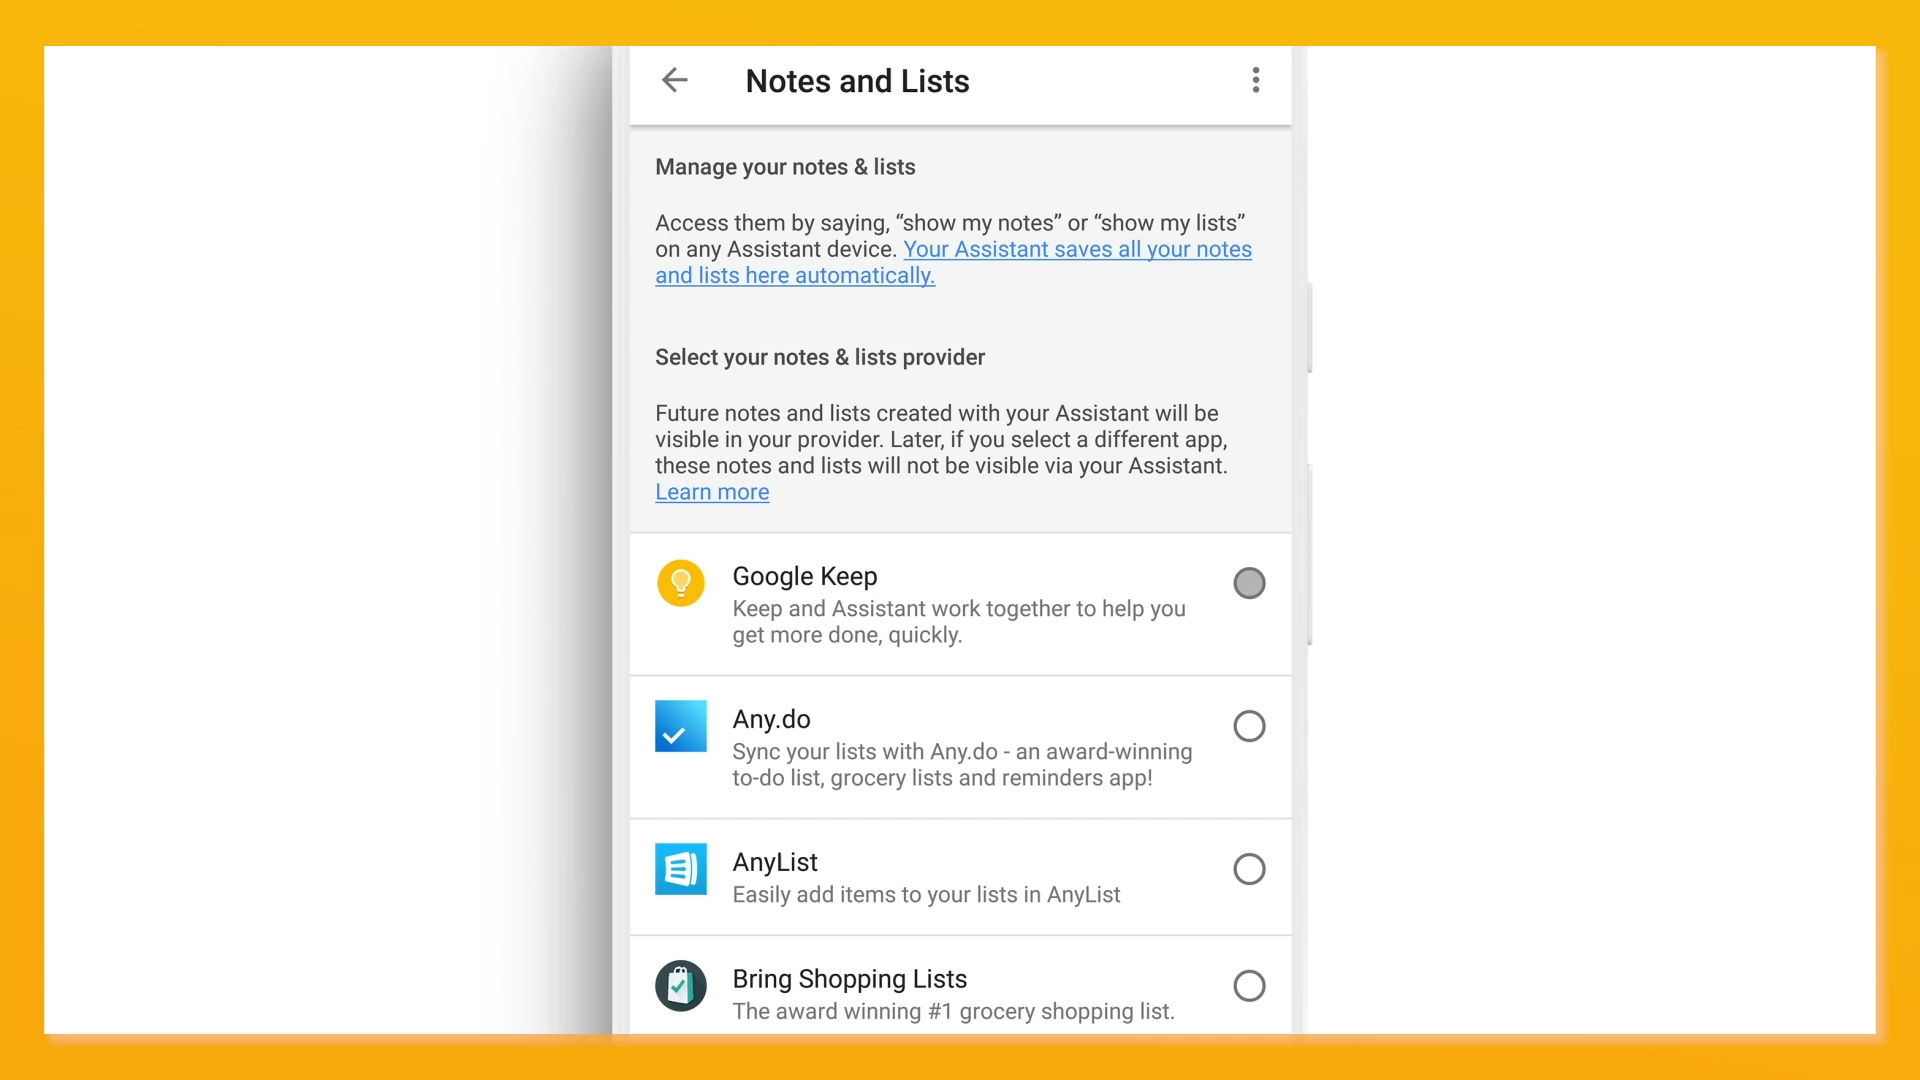 Notes and Lists
Manage your notes & lists
Access them by saying, “show my notes” or “show my lists”
on any Assistant device. Your Assistant saves all your notes
and lists here automatically.
Select your notes & lists provider
Future notes and lists created with your Assistant will be
visible in your provider. Later, if you select a different app,
these notes and lists will not be visible via your Assistant.
Learn more
Google Keep
Keep and Assistant work together to help you
get more done, quickly.
Any.do
Sync your lists with Any.do - an award-winning
to-do list, grocery lists and reminders app!
AnyList
Easily add items to your lists in AnyList
Bring Shopping Lists
The award winning #1 grocery shopping list.